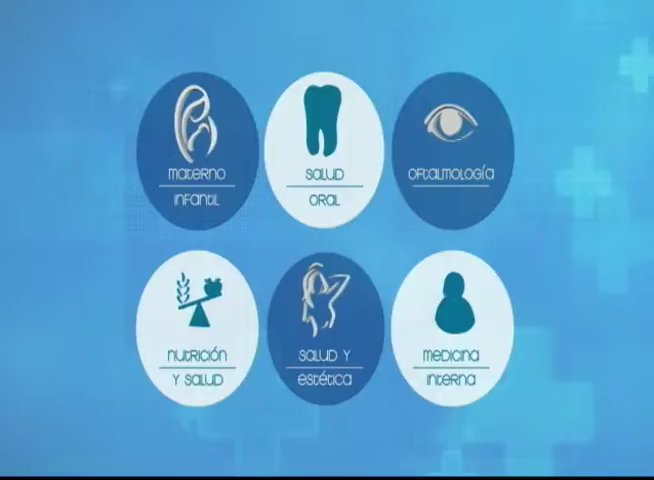 materno
infantil
salud
oral
oftalmología
nutrición
y salud
salud y
estética
medicina
interna